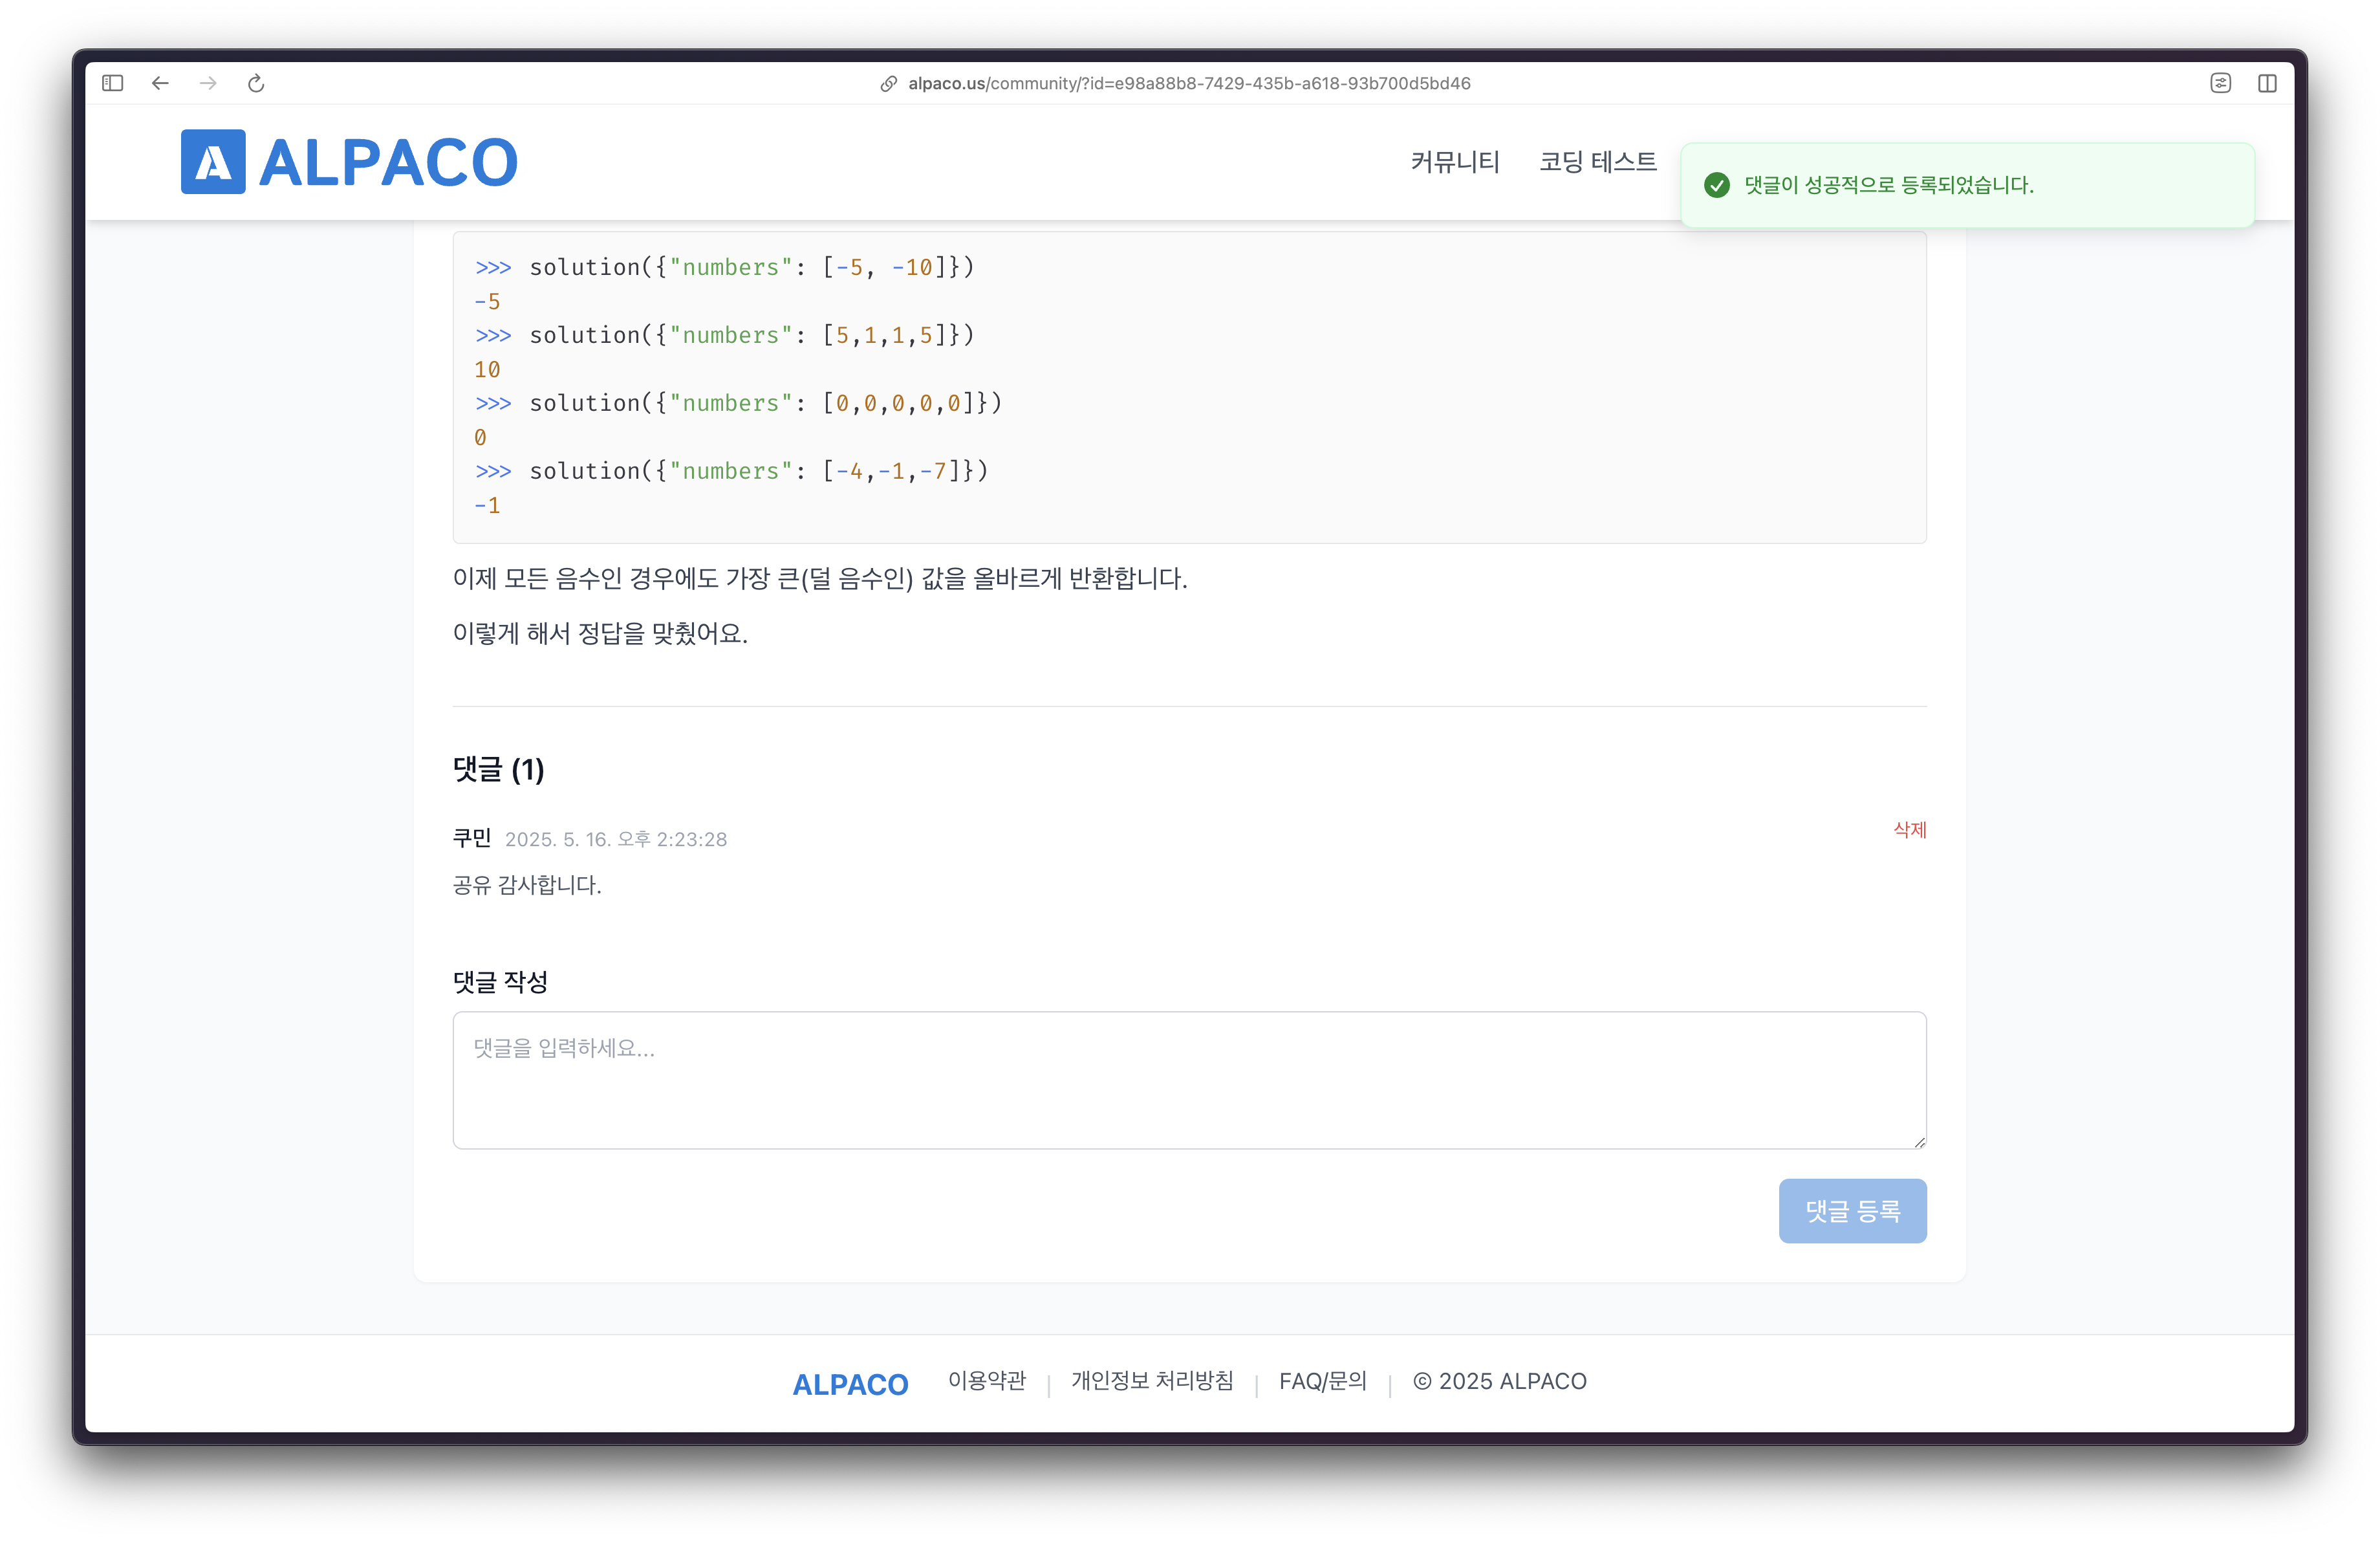 alpaco.us/community/?id=e98a88b8-7429-435b-a618-93b700d5bd46
A ALPACO
커뮤니티 코딩 테스트
댓글이 성공적으로 등록되었습니다.
>>> solution({"numbers": [-5, -10]})
-5
>>> solution({"numbers": [5,1,1,5]})
10
>>> solution({"numbers": [0,0,0,0,0]})
0
>>> solution({"numbers": [-4,-1,-7]})
-1
이제 모든 음수인 경우에도 가장 큰(덜 음수인) 값을 올바르게 반환합니다.
이렇게 해서 정답을 맞췄어요.
댓글 (1)
쿠민 2025. 5. 16. 오후 2:23:28
삭제
공유 감사합니다.
댓글 작성
댓글을 입력하세요...
댓글 등록
ALPACO 이용약관 | 개인정보 처리방침 | FAQ/문의 | © 2025 ALPACO